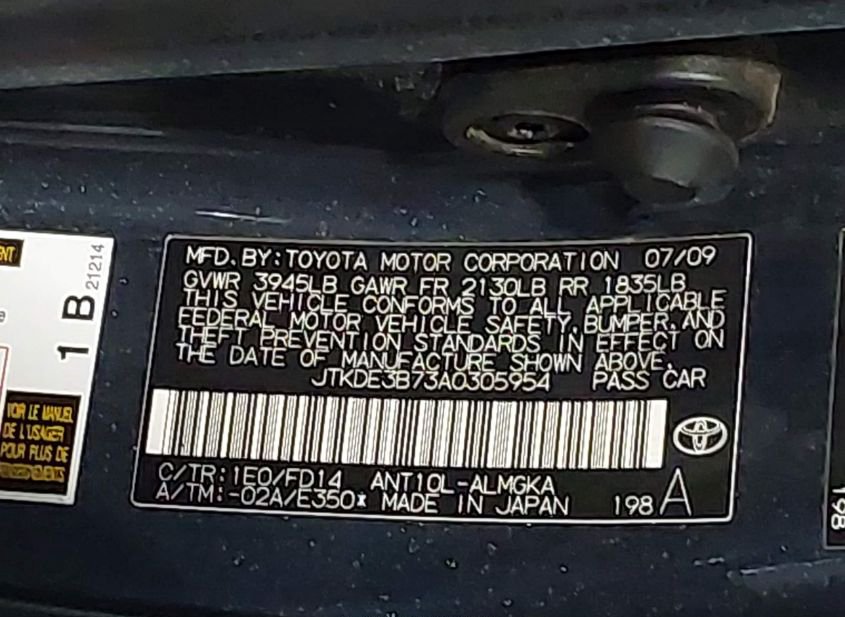 ENT
1 B 21214
VOIR LE MANUEL
DE L'USAGER
POUR PLUS DE
MFD. BY: TOYOTA MOTOR CORPORATION 07/09
GVWR 3945LB GAWR FR 2130LB RR 1835LB
THIS VEHICLE CONFORMS TO ALL APPLICABLE
FEDERAL MOTOR VEHICLE SAFETY, BUMPER, AND
THEFT PREVENTION STANDARDS IN EFFECT ON
THE DATE OF MANUFACTURE SHOWN ABOVE.
JTKDE3B73A0305954 PASS CAR
C/TR:1E0/FD14 ANT10L-ALMGKA
A/TM:-02A/E350* MADE IN JAPAN 198 A
198